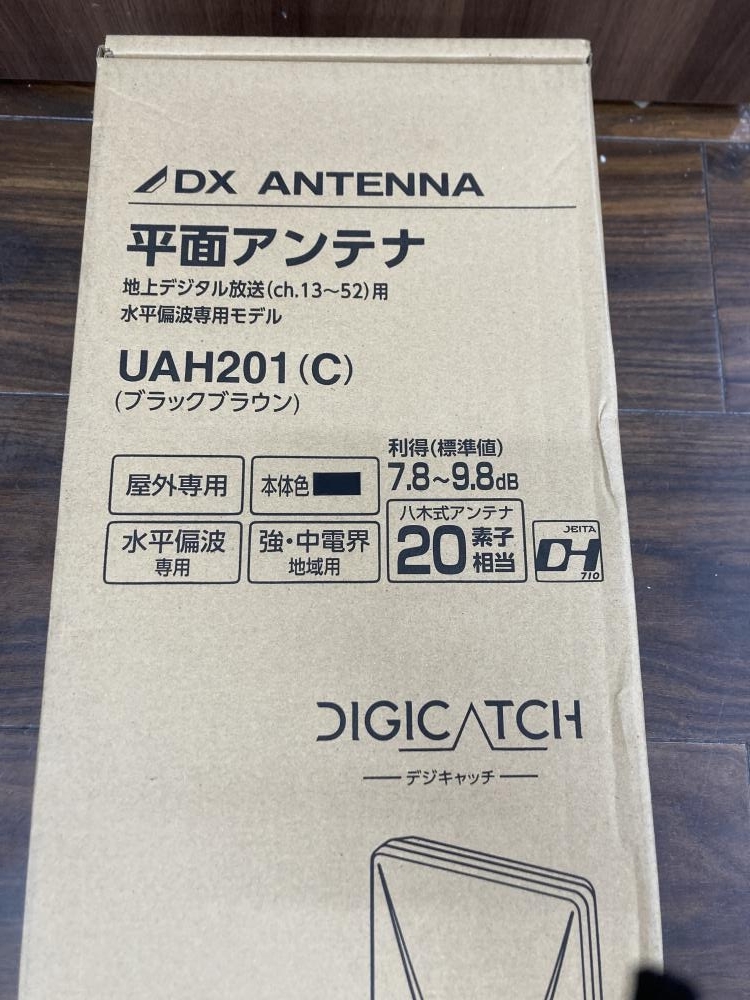 DX ANTENNA
平面アンテナ
地上デジタル放送(ch.13～52)用
水平偏波専用モデル
UAH201(C)
(ブラックブラウン)
屋外専用
本体色
利得(標準値)
7.8～9.8dB
水平偏波
専用
強・中電界
地域用
八木式アンテナ
20素子
相当
JEITA
DH
710
DIGICATCH
デジキャッチ